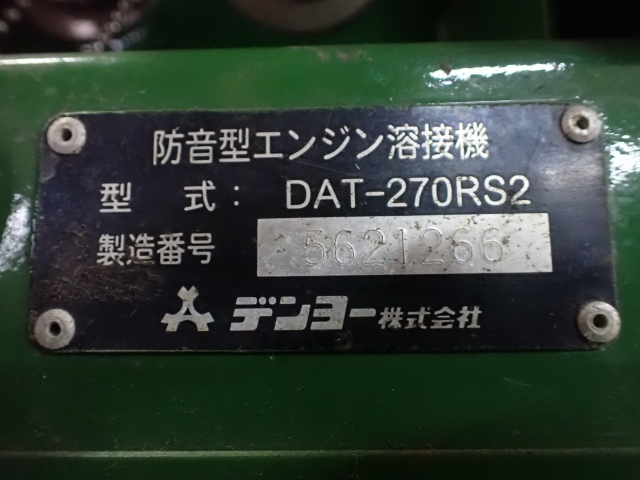 防音型エンジン溶接機
型　式：DAT-270RS2
製造番号 5621266
デンヨー株式会社